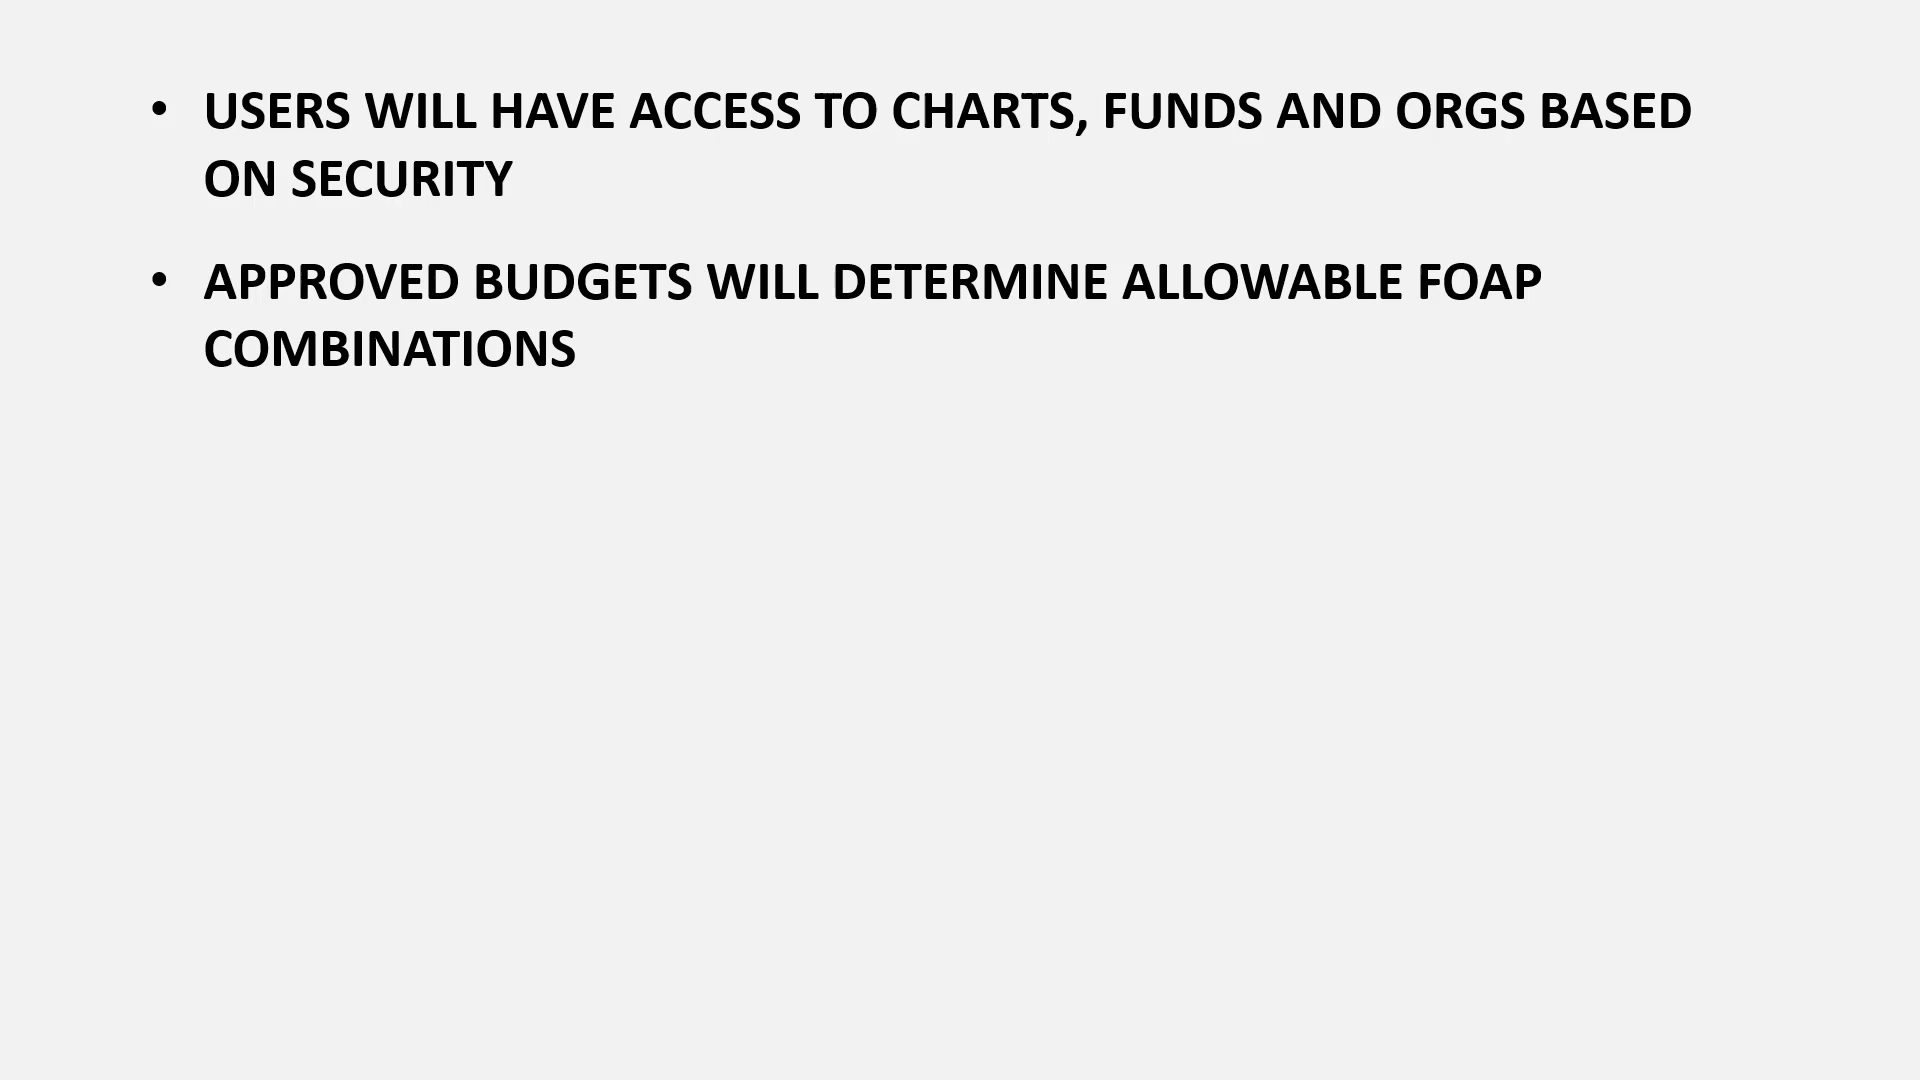 • USERS WILL HAVE ACCESS TO CHARTS, FUNDS AND ORGS BASED
ON SECURITY
• APPROVED BUDGETS WILL DETERMINE ALLOWABLE FOAP
COMBINATIONS